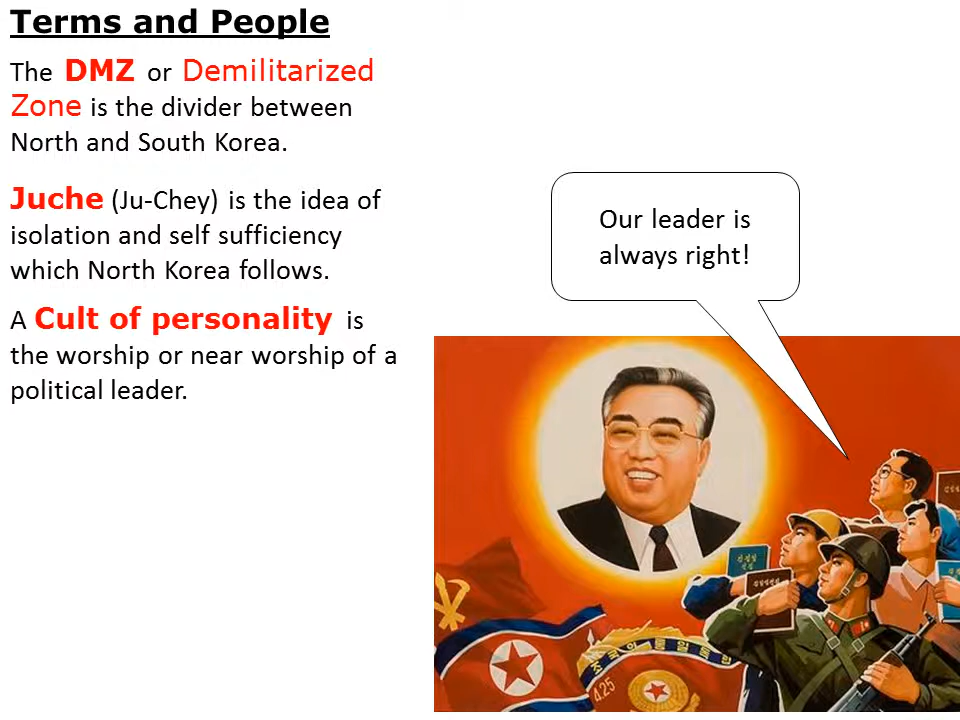 Terms and People
The DMZ or Demilitarized
Zone is the divider between
North and South Korea.
Juche (Ju-Chey) is the idea of
isolation and self sufficiency
which North Korea follows.
A Cult of personality is
the worship or near worship of a
political leader.
Our leader is
always right!
425